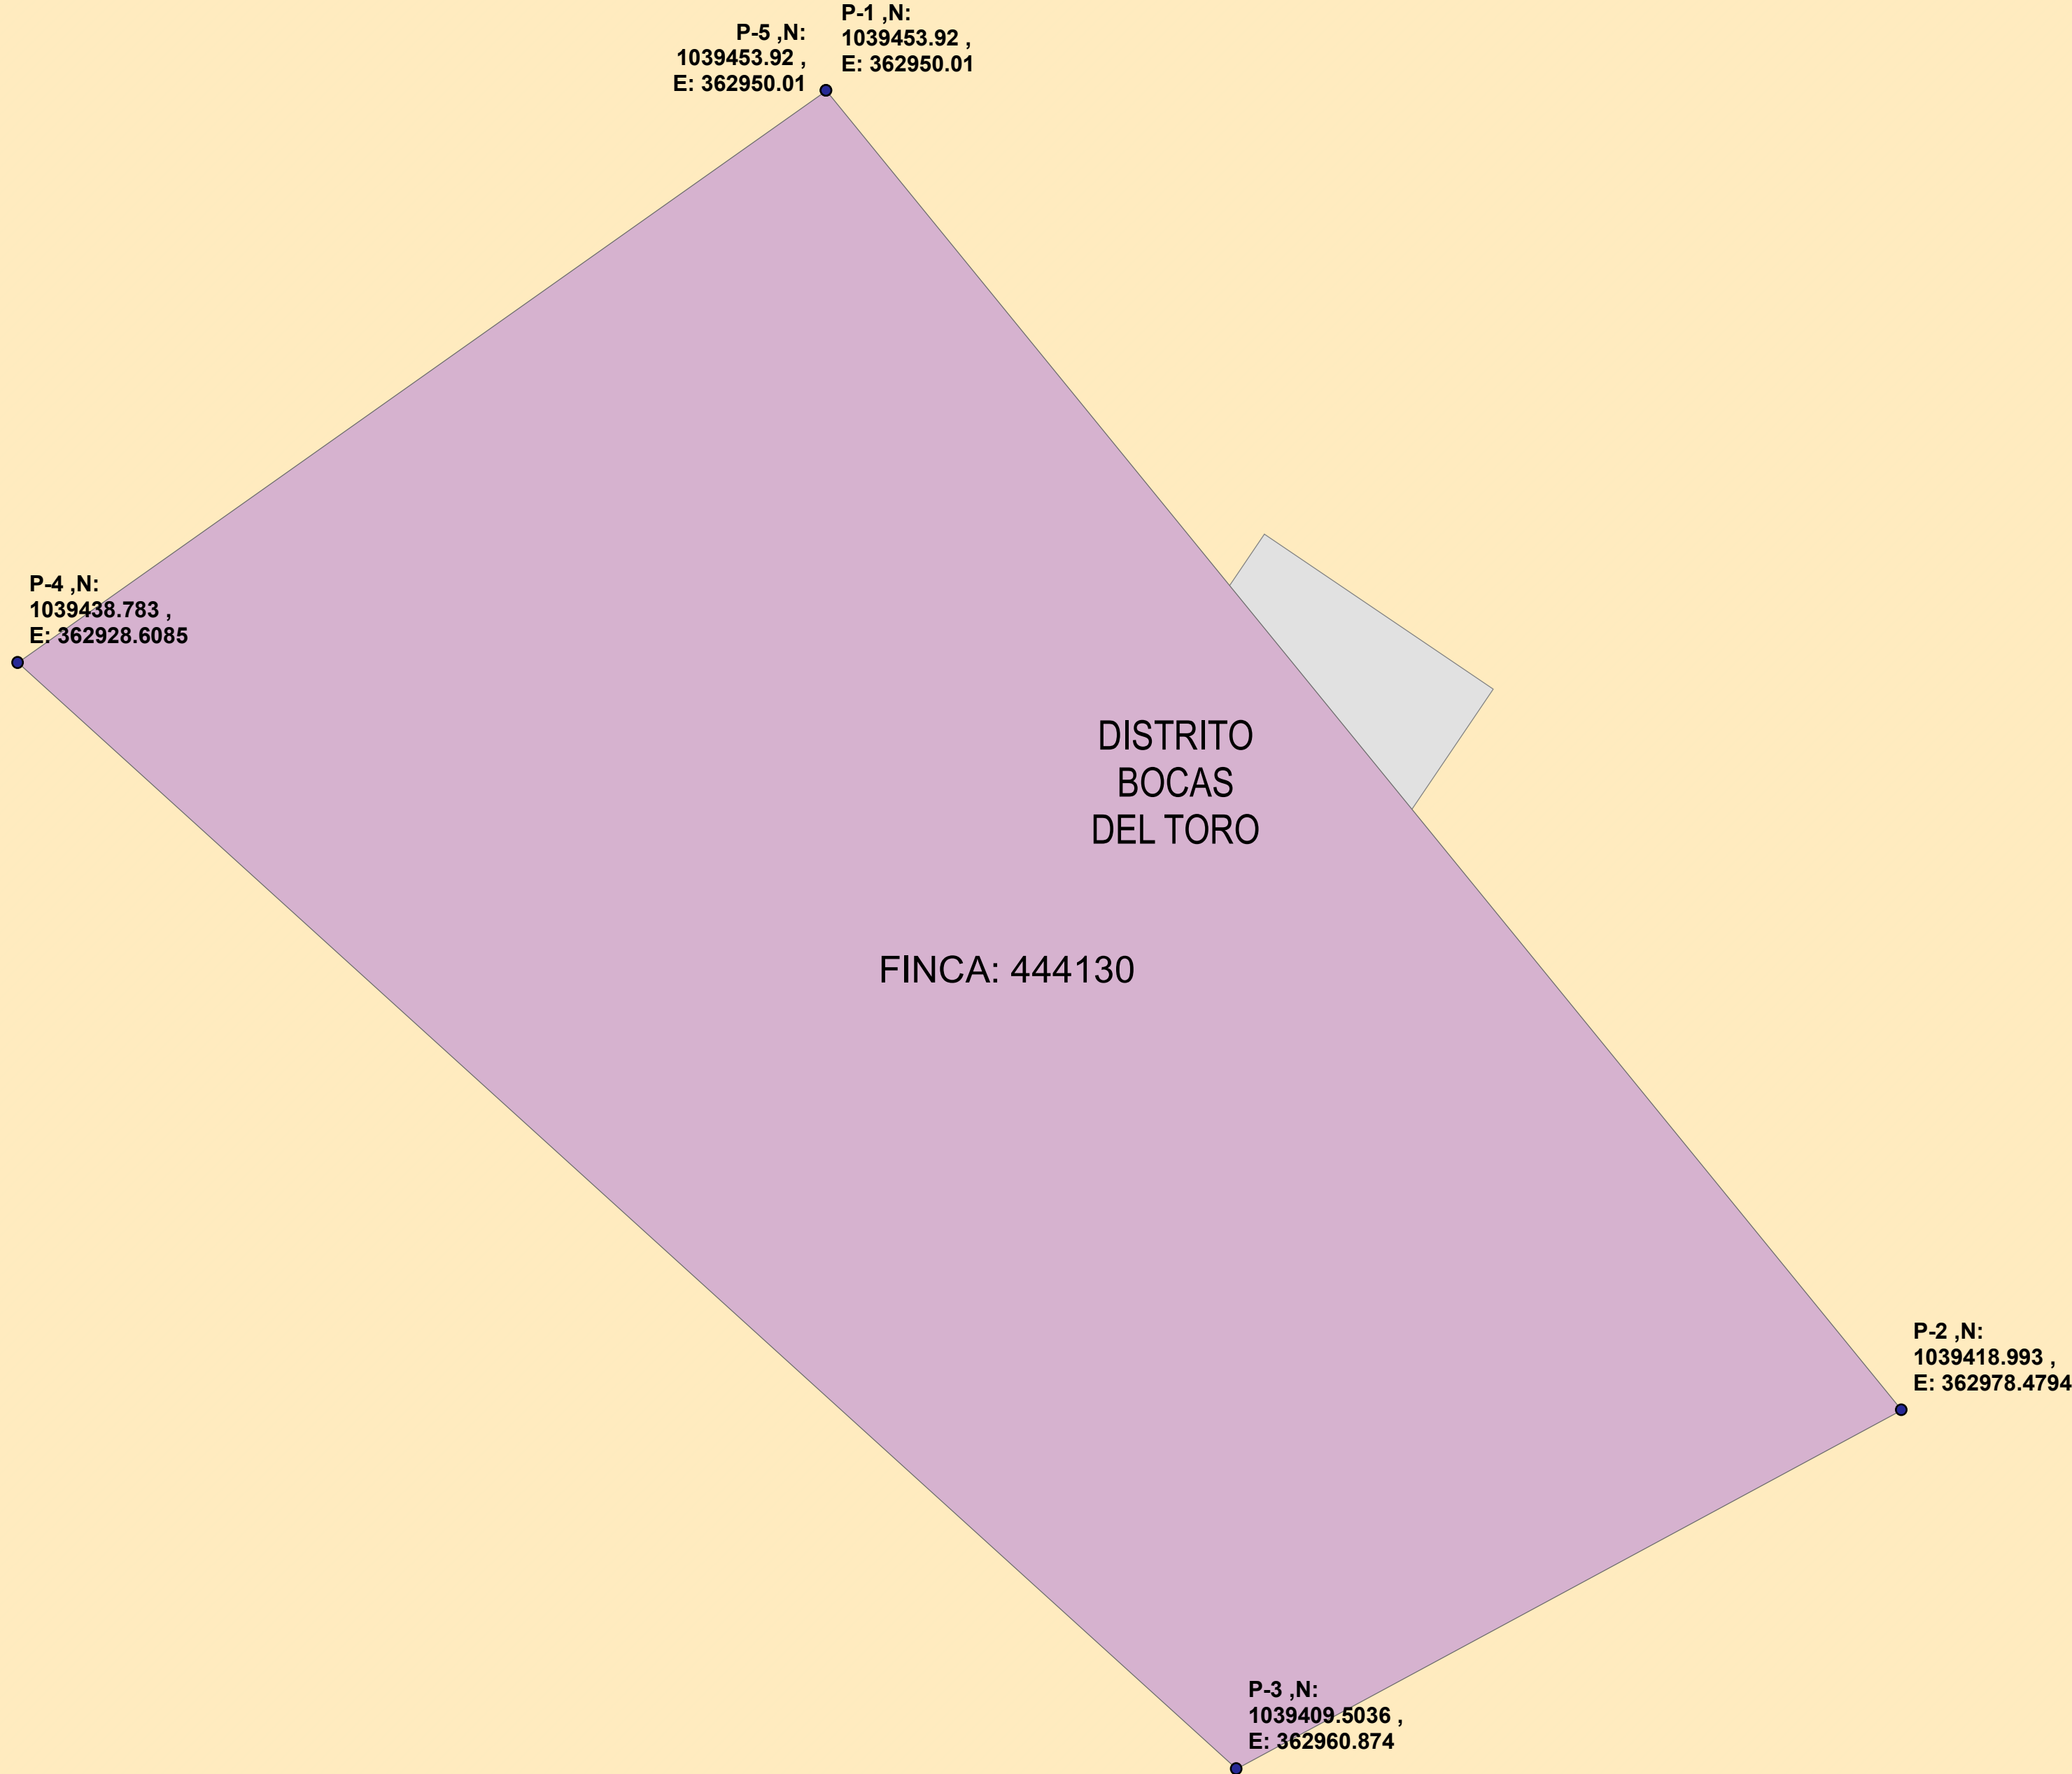 P-5 ,N:
1039453.92 ,
E: 362950.01
P-1 ,N:
1039453.92 ,
E: 362950.01
P-4 ,N:
1039438.783 ,
E: 362928.6085
DISTRITO
BOCAS
DEL TORO
FINCA: 444130
P-2 ,N:
1039418.993 ,
E: 362978.4794
P-3 ,N:
1039409.5036 ,
E: 362960.874